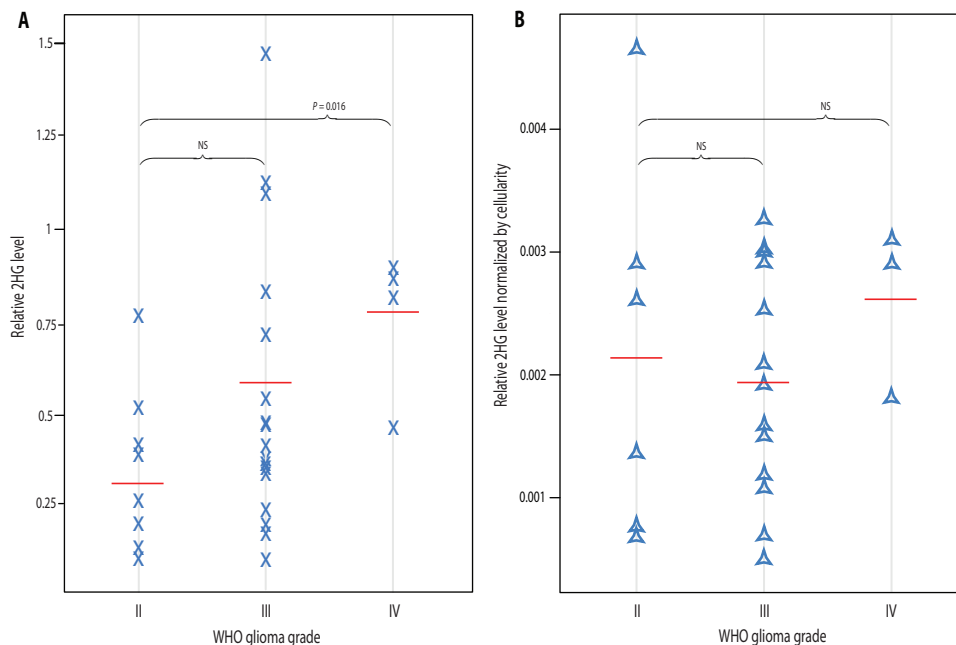 A
Relative 2HG level
1.5
1.25
1
0.75
0.5
0.25
P = 0.016
NS
II
III
IV
WHO glioma grade
B
Relative 2HG level normalized by cellularity
0.004
0.003
0.002
0.001
NS
NS
II
III
IV
WHO glioma grade